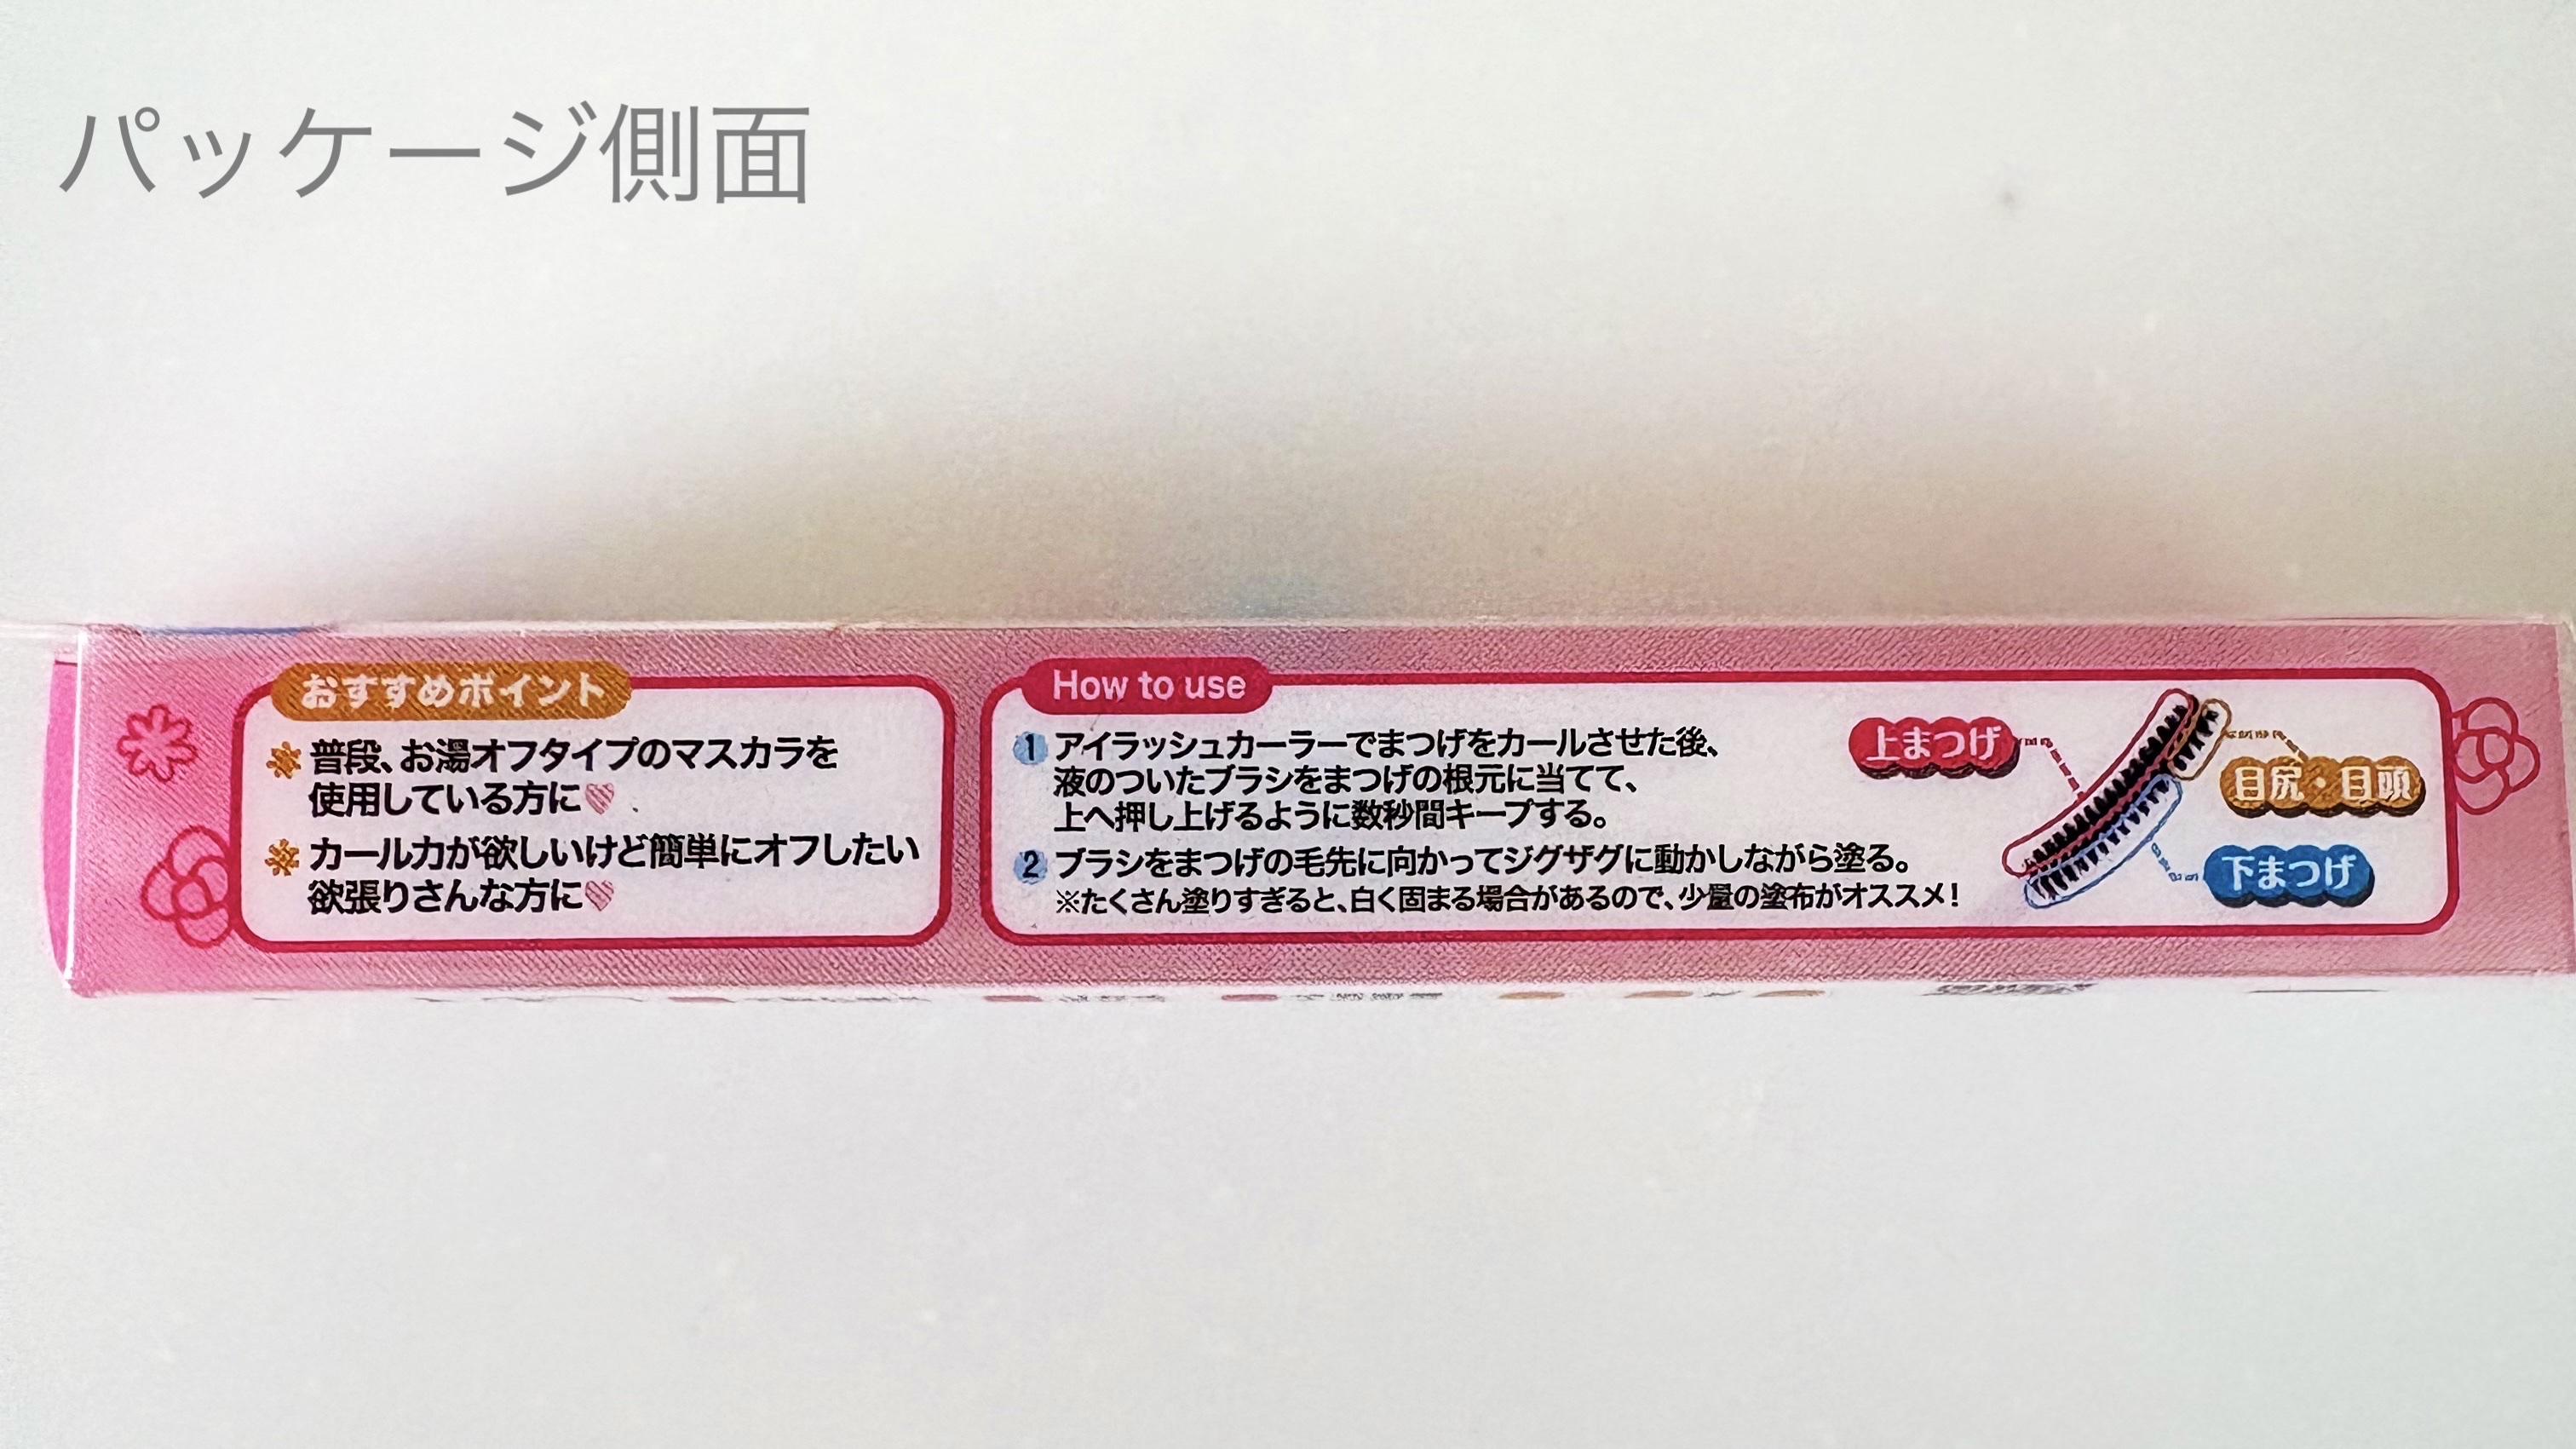 パッケージ側面
おすすめポイント
普段、お湯オフタイプのマスカラを
使用している方に♡
カール力が欲しいけど簡単にオフしたい
欲張りさんな方に♡
How to use
1 アイラッシュカーラーでまつげをカールさせた後、
液のついたブラシをまつげの根元に当てて、
上へ押し上げるように数秒間キープする。
2 ブラシをまつげの毛先に向かってジグザグに動かしながら塗る。
※たくさん塗りすぎると、白く固まる場合があるので、少量の塗布がオススメ!
上まつげ
目尻・目頭
下まつげ